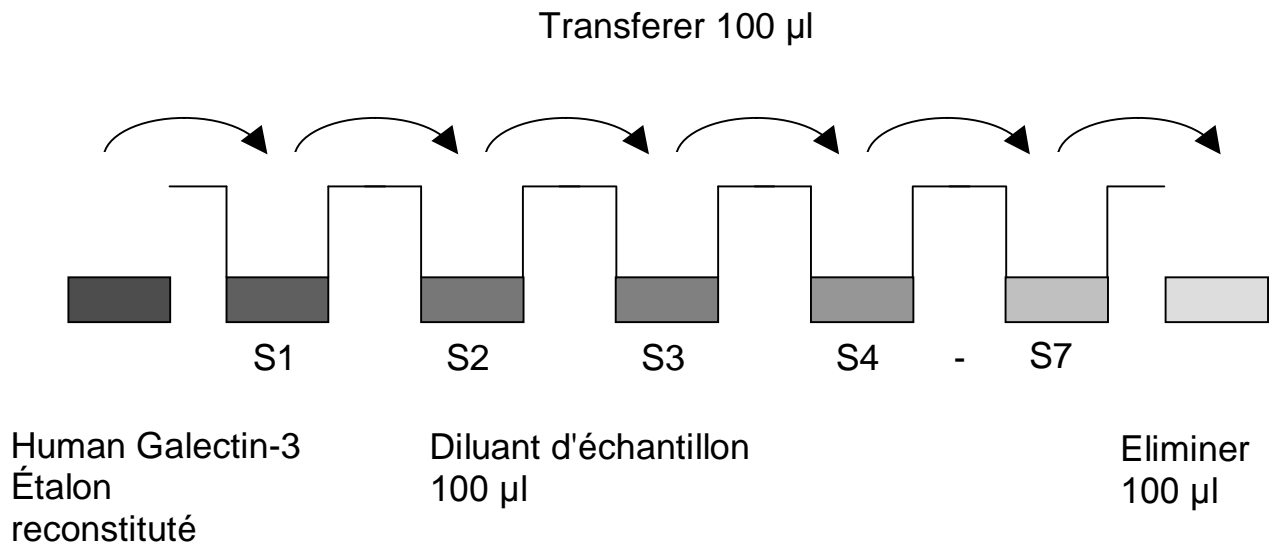 Transferer 100 µl
S1 S2 S3 S4 - S7
Human Galectin-3
Étalon
reconstitué
Diluant d'échantillon
100 µl
Eliminer
100 µl